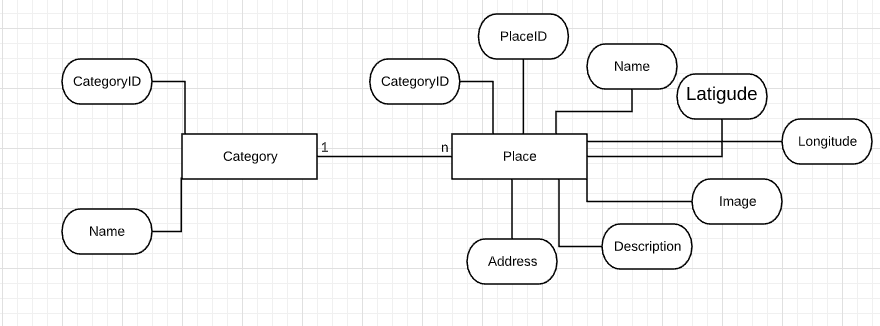 PlaceID
Name
CategoryID
CategoryID
Latigude
Longitude
1
n
Category
Place
Image
Name
Description
Address